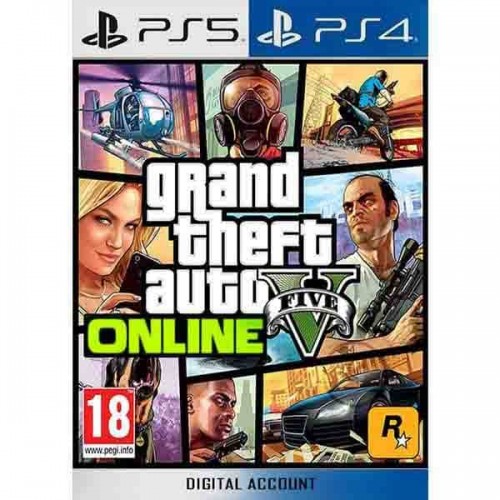 PS5 PS4
grand
theft
auto V
FIVE
ONLINE
18
www.pegi.info
R
DIGITAL ACCOUNT